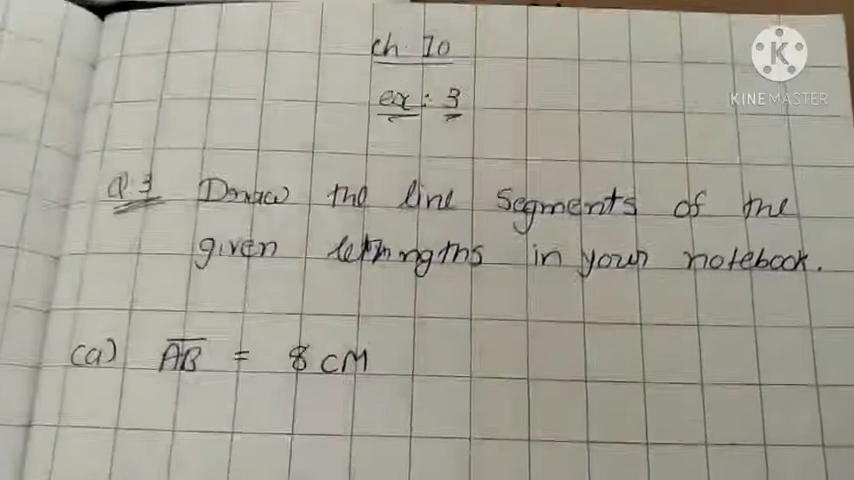 ch. 10
KINEMASTER
ex : 3
Q.3 Draw the line segments of the
given lengths in your notebook.
(a) AB = 8 CM